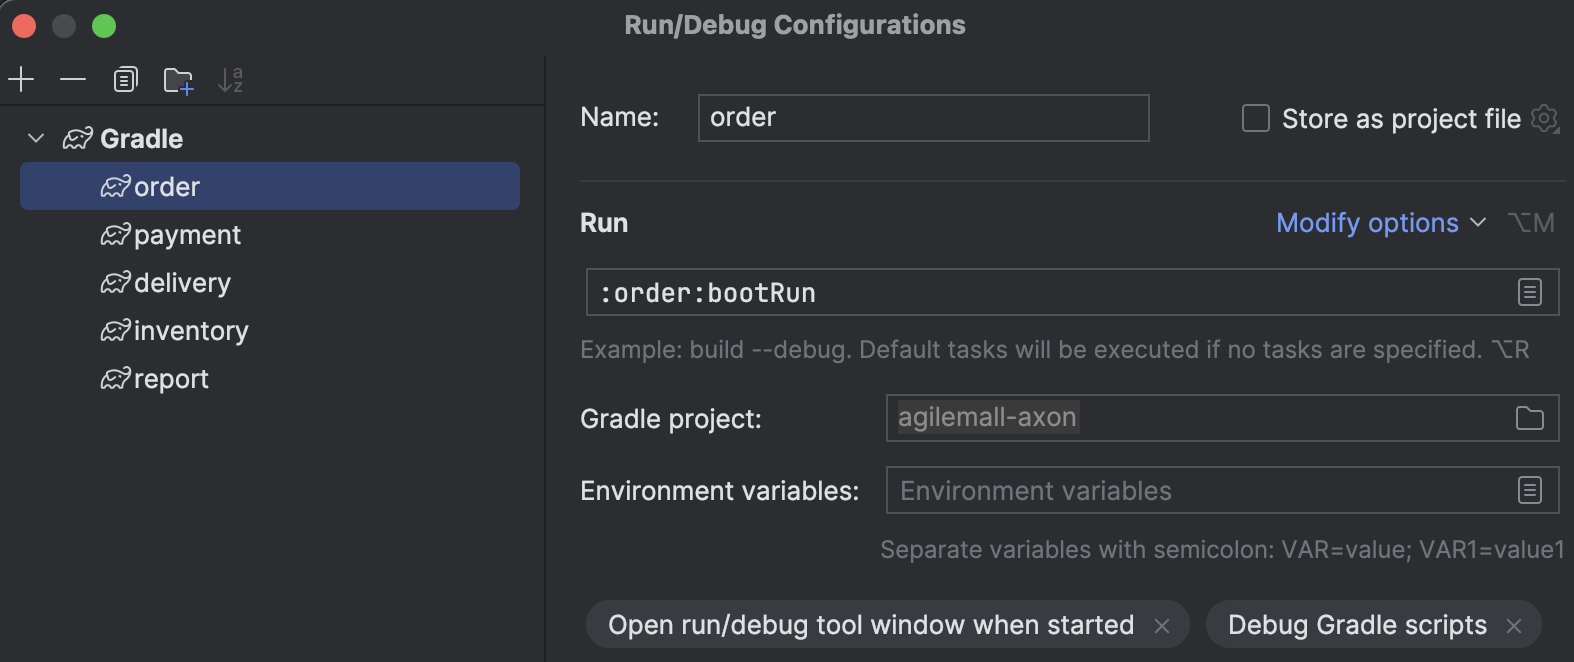 Run/Debug Configurations
Gradle
order
payment
delivery
inventory
report
Name: order
Store as project file
Run
Modify options ⌥M
:order:bootRun
Example: build --debug. Default tasks will be executed if no tasks are specified. ⌥R
Gradle project: agilemall-axon
Environment variables: Environment variables
Separate variables with semicolon: VAR=value; VAR1=value1
Open run/debug tool window when started × Debug Gradle scripts ×